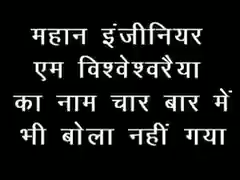 महान इंजीनियर
एम विश्वेश्वरैया
का नाम चार बार में
भी बोला नहीं गया